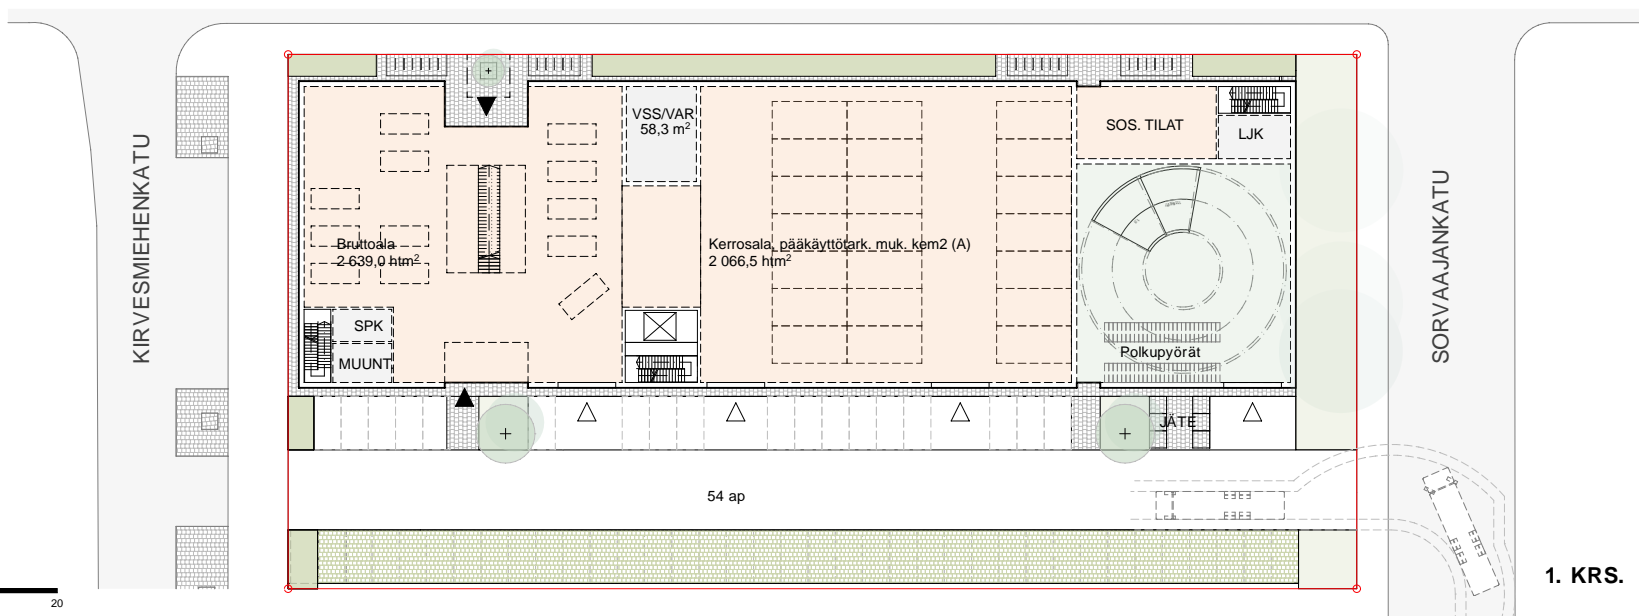 VSS/VAR
58,3 m²
SOS. TILAT
LJK
KIRVESMIEHENKATU
SORVAAJANKATU
Bruttoala
2 639,0 htm²
Kerrosala, pääkäyttötark. muk. kem2 (A)
2 066,5 htm²
SPK
MUUNT
Polkupyörät
JÄTE
54 ap
1. KRS.
20